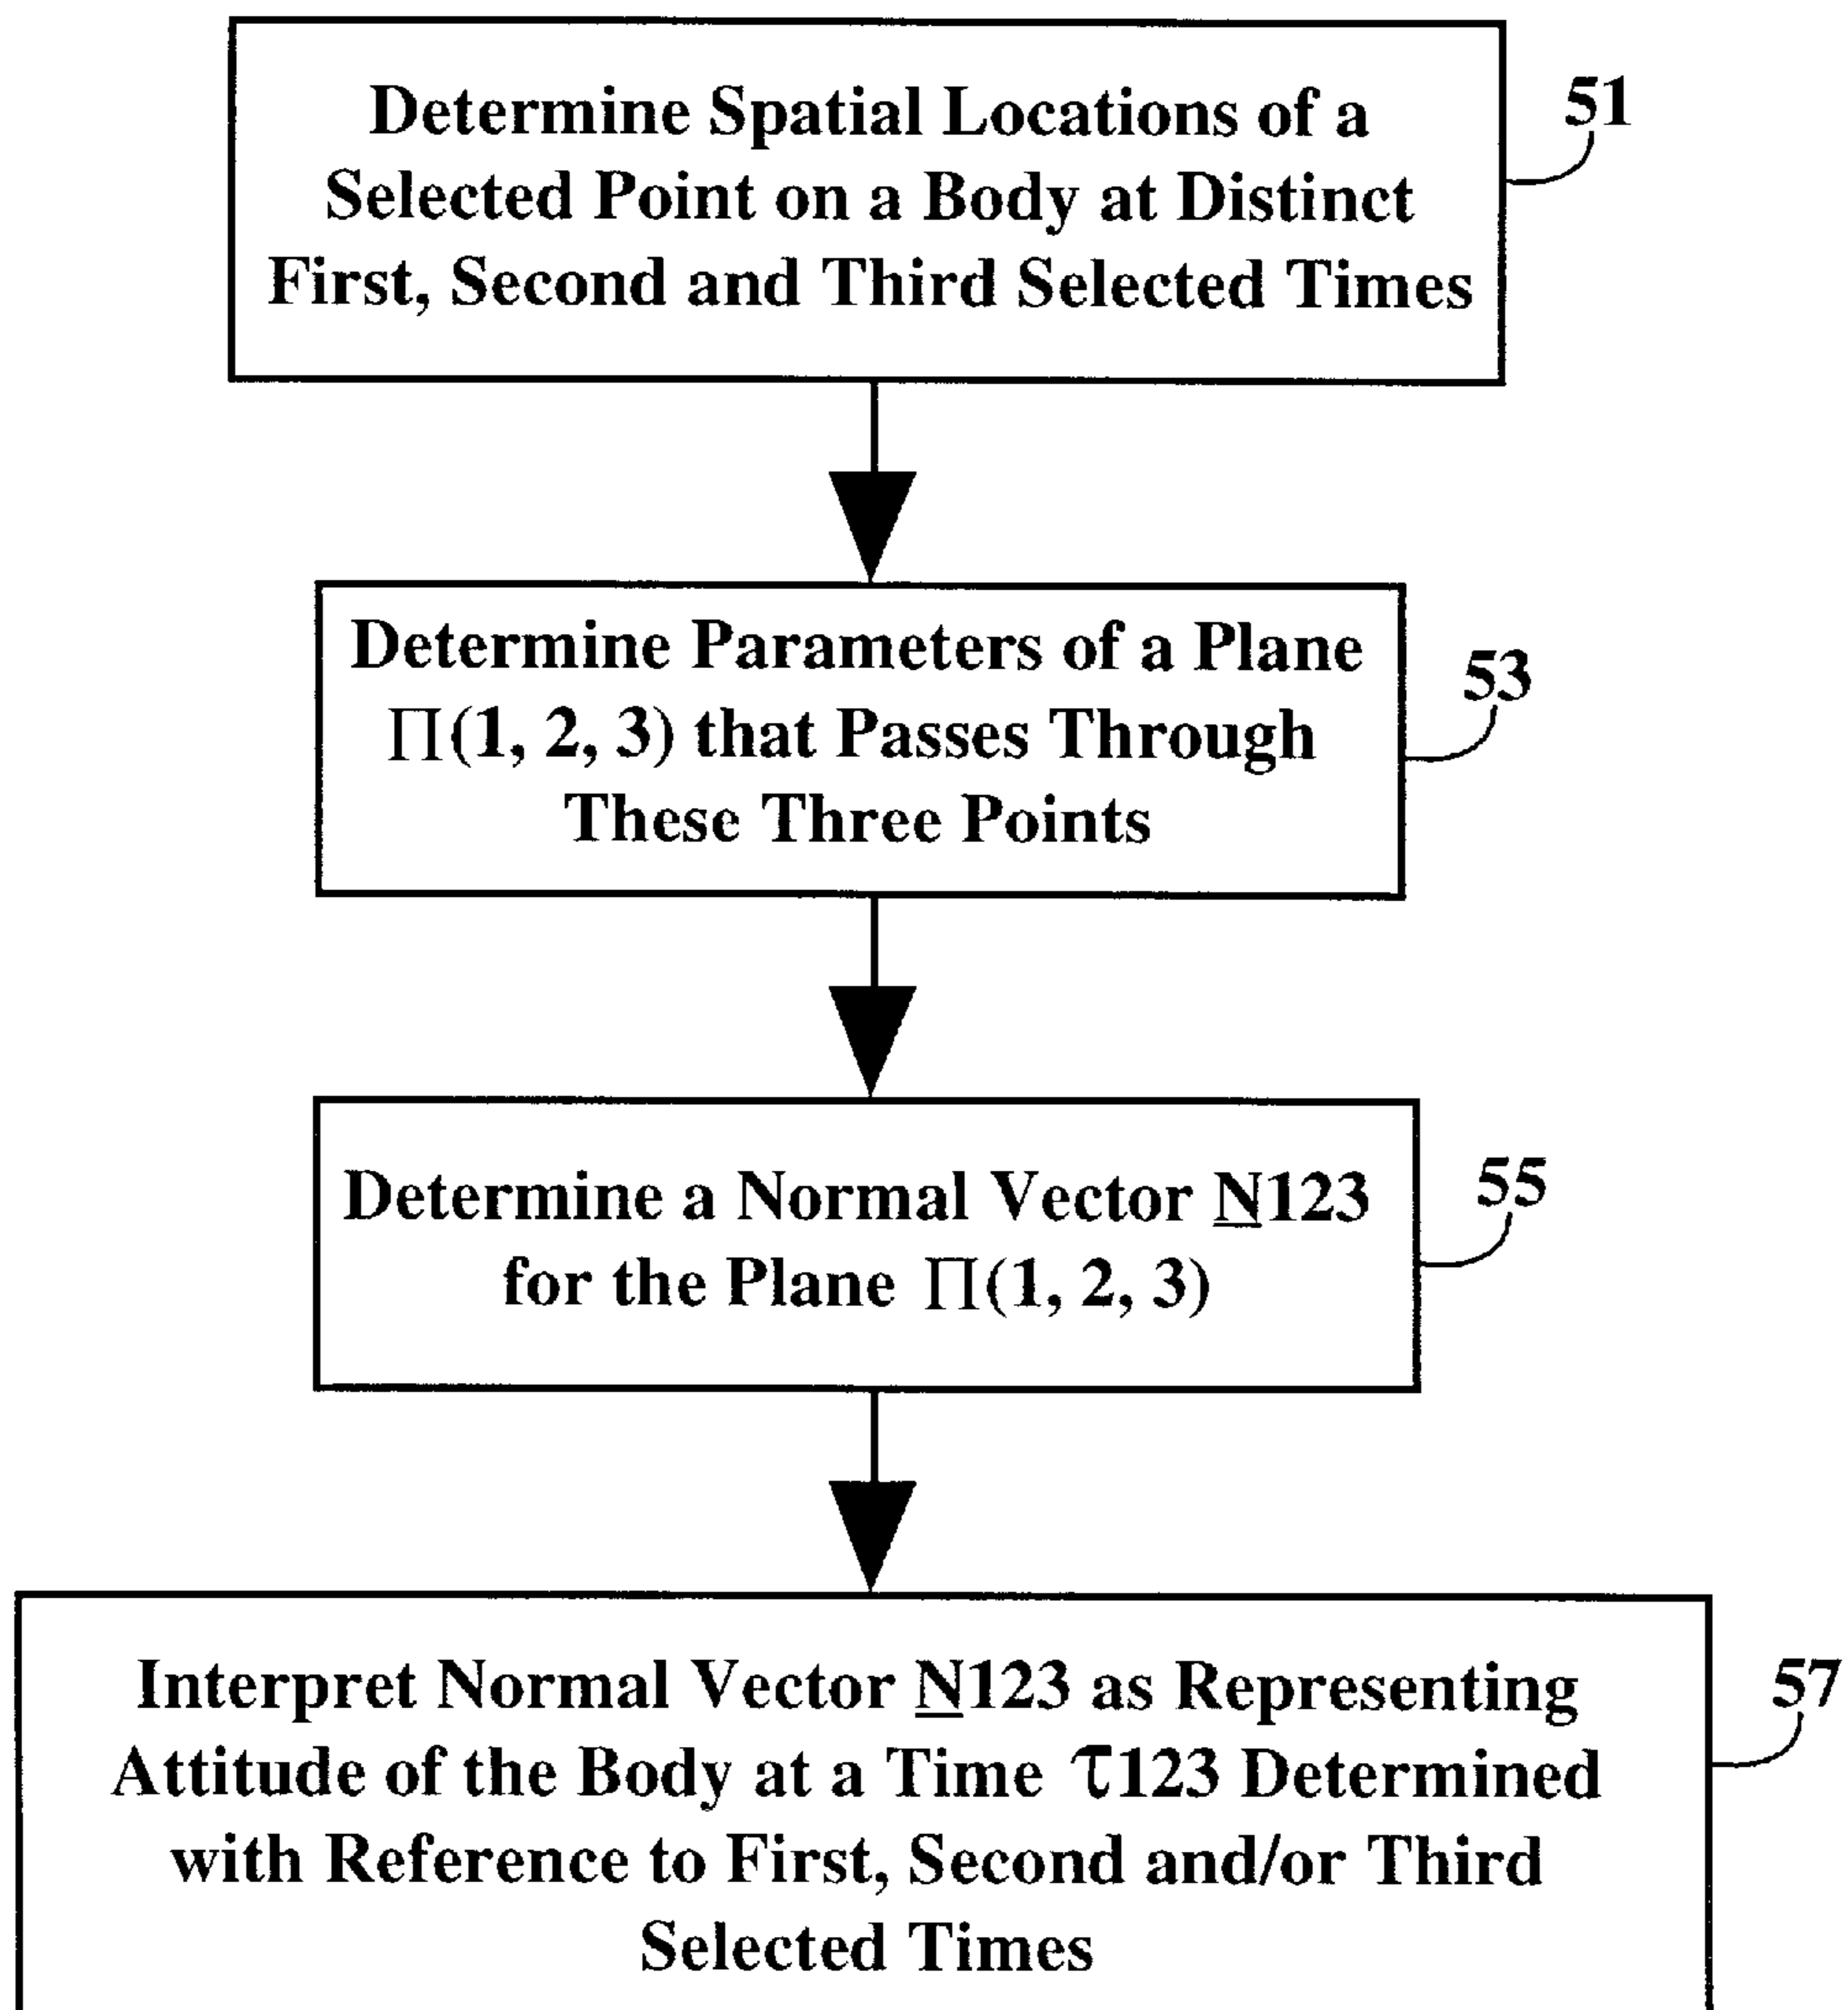 Determine Spatial Locations of a
Selected Point on a Body at Distinct
First, Second and Third Selected Times
51
Determine Parameters of a Plane
Π(1, 2, 3) that Passes Through
These Three Points
53
Determine a Normal Vector N123
for the Plane Π(1, 2, 3)
55
Interpret Normal Vector N123 as Representing
Attitude of the Body at a Time τ123 Determined
with Reference to First, Second and/or Third
Selected Times
57